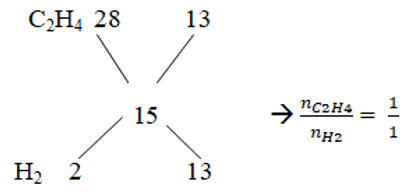 C₂H₄ 28 13
15 → n_C2H4 / n_H2 = 1/1
H₂ 2 13